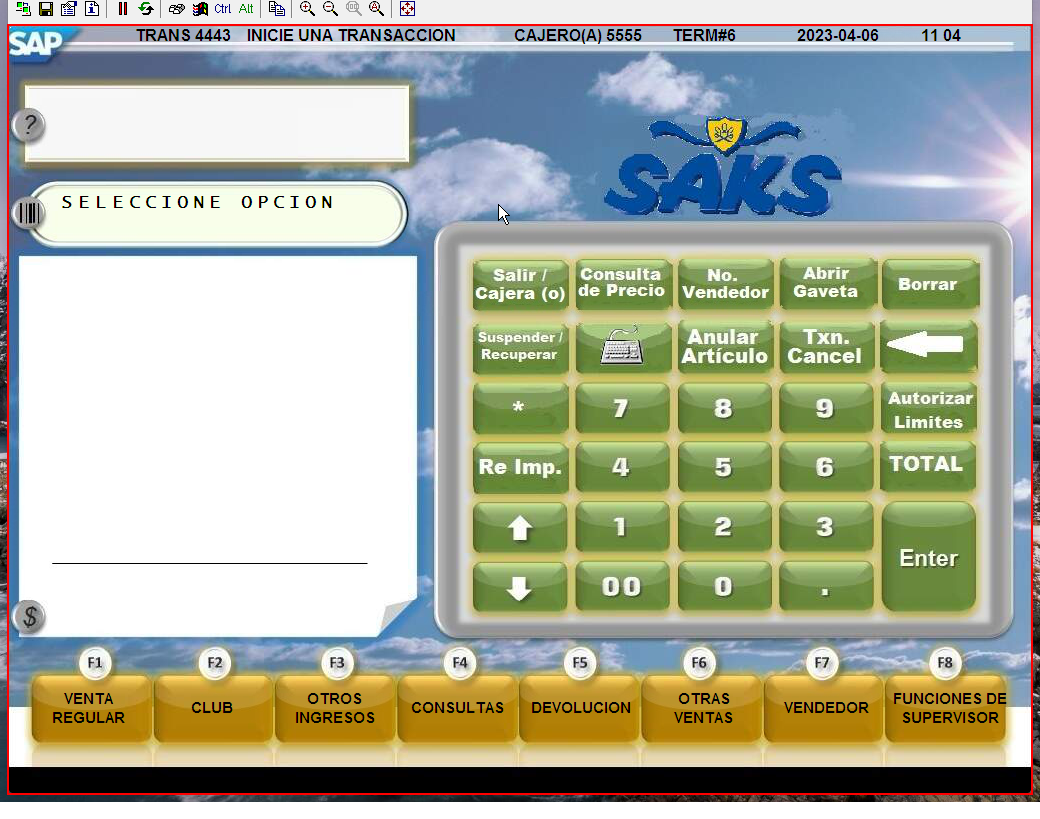 Ctrl Alt
SAP
TRANS 4443 INICIE UNA TRANSACCION CAJERO(A) 5555 TERM#6 2023-04-06 11 04
?
SELECCIONE OPCION
$
SAKS
Salir / Cajera (o)
Consulta de Precio
No. Vendedor
Abrir Gaveta
Borrar
Suspender / Recuperar
Anular Artículo
Txn. Cancel
* 7 8 9
Autorizar Limites
Re Imp. 4 5 6 TOTAL
1 2 3
Enter
00 0 .
F1 F2 F3 F4 F5 F6 F7 F8
VENTA REGULAR
CLUB
OTROS INGRESOS
CONSULTAS
DEVOLUCION
OTRAS VENTAS
VENDEDOR
FUNCIONES DE SUPERVISOR